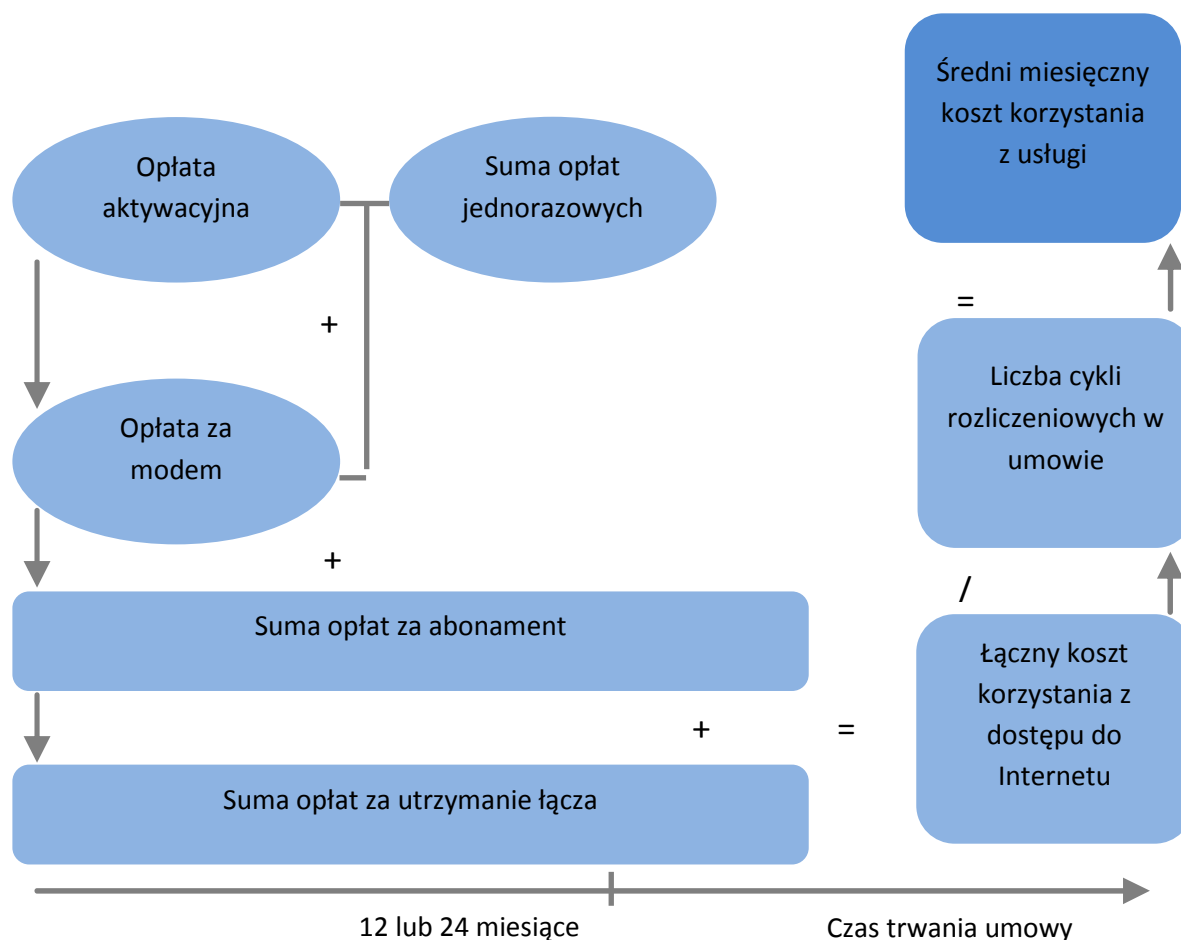 Opłata
aktywacyjna
Suma opłat
jednorazowych
Średni miesięczny
koszt korzystania
z usługi
+
=
Opłata za
modem
Liczba cykli
rozliczeniowych w
umowie
+
/
Suma opłat za abonament
Łączny koszt
korzystania z
dostępu do
Internetu
+
=
Suma opłat za utrzymanie łącza
12 lub 24 miesiące
Czas trwania umowy